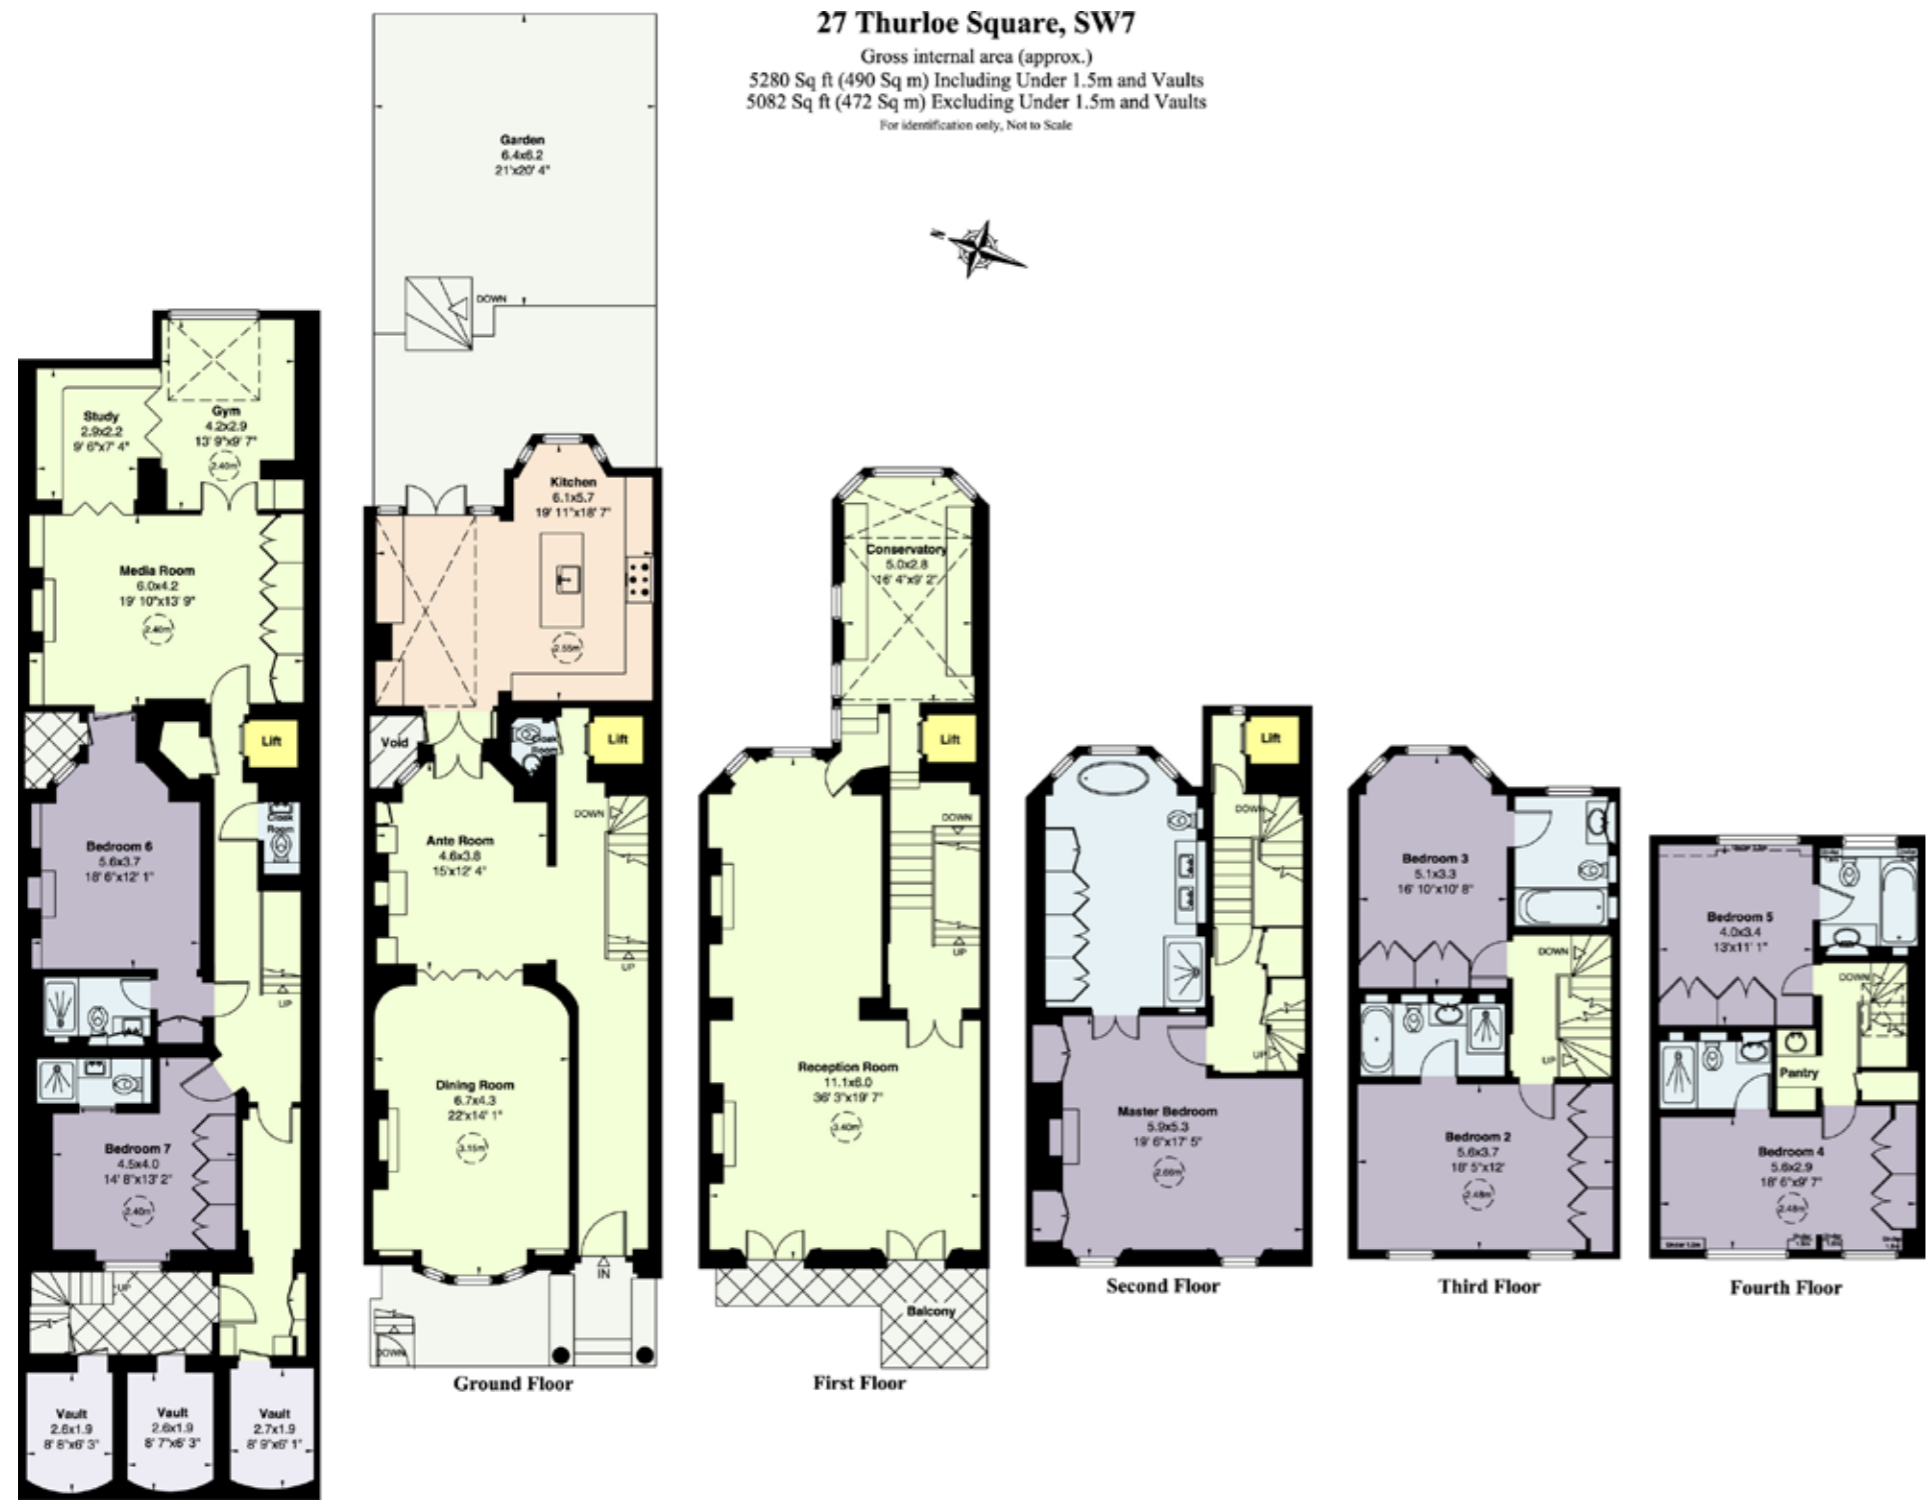 27 Thurloe Square, SW7
Gross internal area (approx.)
5280 Sq ft (490 Sq m) Including Under 1.5m and Vaults
5082 Sq ft (472 Sq m) Excluding Under 1.5m and Vaults
For identification only, Not to Scale
N
Study
2.9x2.2
9' 6"x7' 4"
Gym
4.2x2.9
13' 9"x9' 7"
2.40m
Media Room
6.0x4.2
19' 10"x13' 9"
2.40m
Lift
Cloak
Room
Bedroom 6
5.6x3.7
18' 6"x12' 1"
UP
Bedroom 7
4.5x4.0
14' 8"x13' 2"
2.40m
UP
Vault
2.6x1.9
8' 8"x6' 3"
Vault
2.6x1.9
8' 7"x6' 3"
Vault
2.7x1.9
8' 9"x6' 1"
Garden
6.4x6.2
21'x20' 4"
DOWN
Kitchen
6.1x5.7
19' 11"x18' 7"
2.55m
Void
Cloak
Room
Lift
DOWN
UP
Ante Room
4.6x3.8
15'x12' 4"
Dining Room
6.7x4.3
22'x14' 1"
3.15m
IN
DOWN
Ground Floor
Conservatory
5.0x2.8
16' 4"x9' 2"
Lift
DOWN
UP
Reception Room
11.1x6.0
36' 3"x19' 7"
3.40m
Balcony
First Floor
Lift
DOWN
UP
Master Bedroom
5.9x5.3
19' 6"x17' 5"
Second Floor
Bedroom 3
5.1x3.3
16' 10"x10' 8"
DOWN
UP
Bedroom 2
5.6x3.7
18' 5"x12'
2.48m
Third Floor
Bedroom 5
4.0x3.4
13'x11' 1"
DOWN
Pantry
Bedroom 4
5.6x2.9
18' 6"x9' 7"
2.48m
Under 1.5m
Fourth Floor